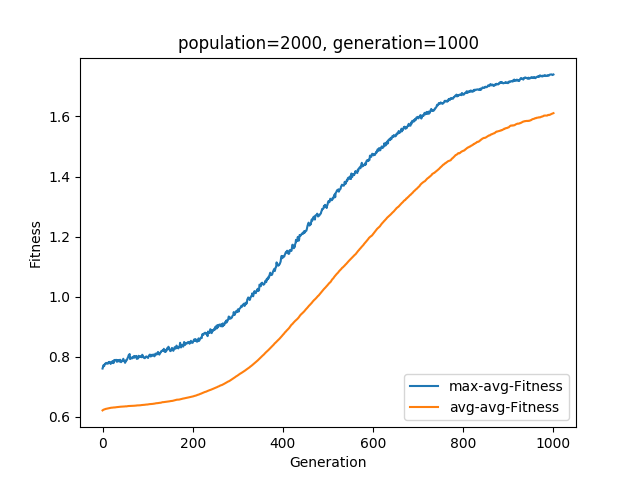 population=2000, generation=1000
Fitness
1.6
1.4
1.2
1.0
0.8
0.6
max-avg-Fitness
avg-avg-Fitness
0
200
400
600
800
1000
Generation